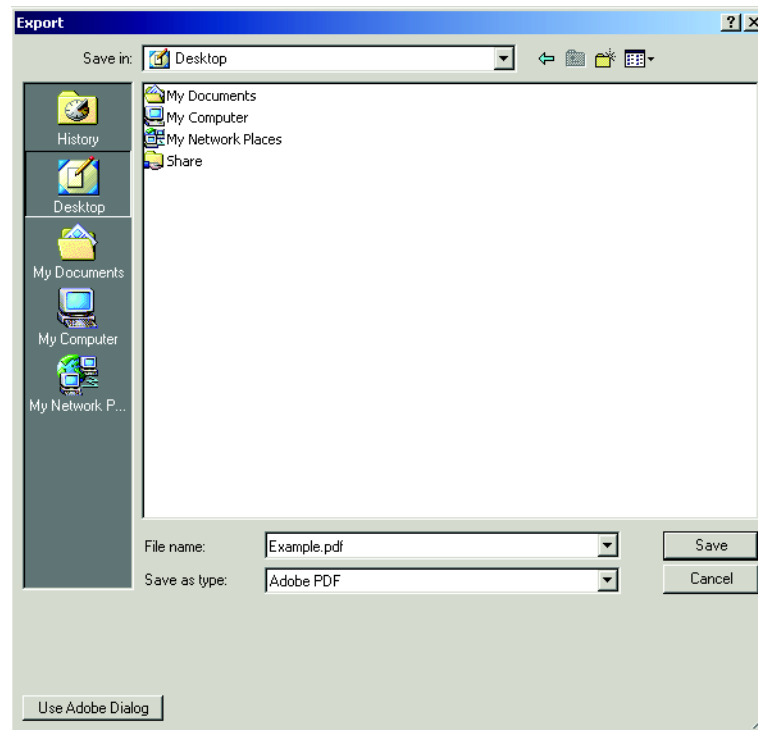 Export
Save in: Desktop
History
Desktop
My Documents
My Computer
My Network P...
My Documents
My Computer
My Network Places
Share
File name: Example.pdf Save
Save as type: Adobe PDF Cancel
Use Adobe Dialog